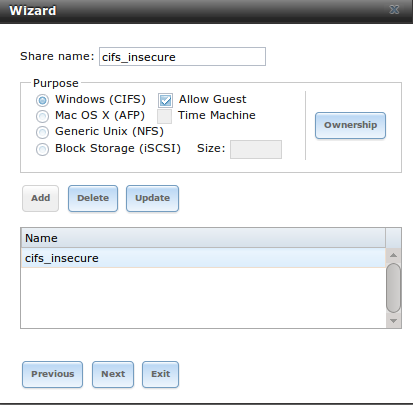 Wizard
Share name: cifs_insecure
Purpose
Windows (CIFS) Allow Guest
Mac OS X (AFP) Time Machine
Generic Unix (NFS)
Block Storage (iSCSI) Size:
Ownership
Add Delete Update
Name
cifs_insecure
Previous Next Exit